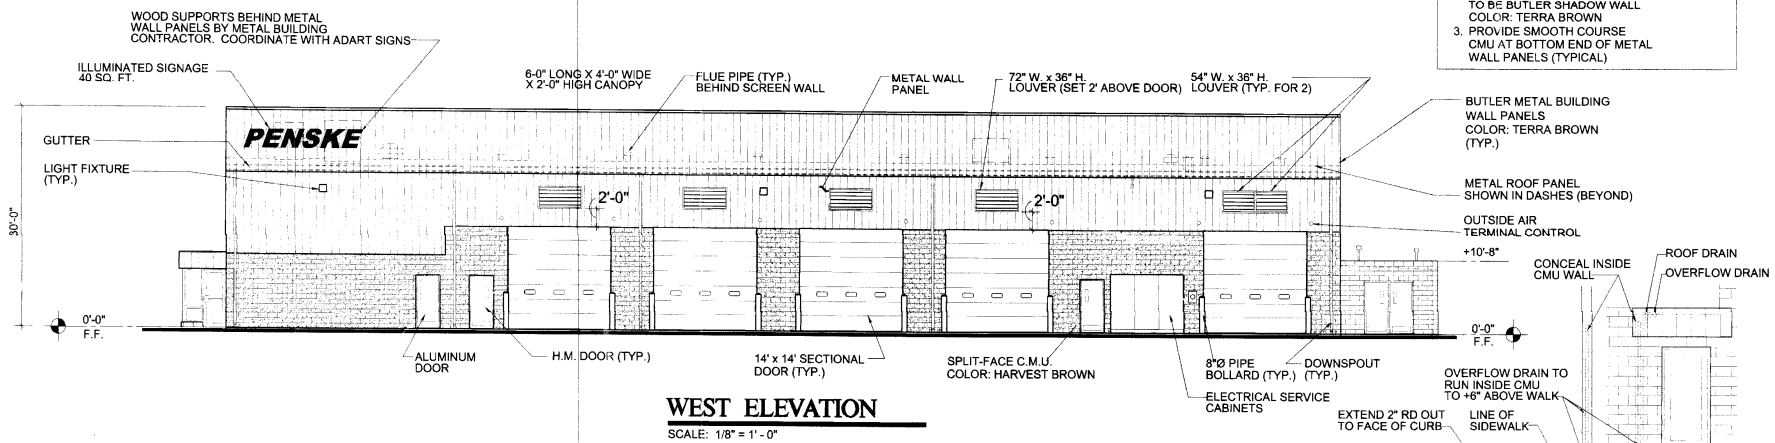 WOOD SUPPORTS BEHIND METAL
WALL PANELS BY METAL BUILDING
CONTRACTOR. COORDINATE WITH ADART SIGNS
ILLUMINATED SIGNAGE
40 SQ. FT.
GUTTER
LIGHT FIXTURE
(TYP.)
30'-0"
0'-0"
F.F.
PENSKE
6-0" LONG X 4'-0" WIDE
X 2'-0" HIGH CANOPY
FLUE PIPE (TYP.)
BEHIND SCREEN WALL
METAL WALL
PANEL
72" W. x 36" H.
LOUVER (SET 2' ABOVE DOOR)
54" W. x 36" H.
LOUVER (TYP. FOR 2)
2'-0"
2'-0"
TO BE BUTLER SHADOW WALL
COLOR: TERRA BROWN
3. PROVIDE SMOOTH COURSE
CMU AT BOTTOM END OF METAL
WALL PANELS (TYPICAL)
BUTLER METAL BUILDING
WALL PANELS
COLOR: TERRA BROWN
(TYP.)
METAL ROOF PANEL
SHOWN IN DASHES (BEYOND)
OUTSIDE AIR
TERMINAL CONTROL
+10'-8"
CONCEAL INSIDE
CMU WALL
ROOF DRAIN
OVERFLOW DRAIN
0'-0"
F.F.
ALUMINUM
DOOR
H.M. DOOR (TYP.)
14' x 14' SECTIONAL
DOOR (TYP.)
SPLIT-FACE C.M.U.
COLOR: HARVEST BROWN
8"Ø PIPE
BOLLARD (TYP.)
DOWNSPOUT
(TYP.)
ELECTRICAL SERVICE
CABINETS
OVERFLOW DRAIN TO
RUN INSIDE CMU
TO +6" ABOVE WALK
EXTEND 2" RD OUT
TO FACE OF CURB
LINE OF
SIDEWALK
WEST ELEVATION
SCALE: 1/8" = 1' - 0"